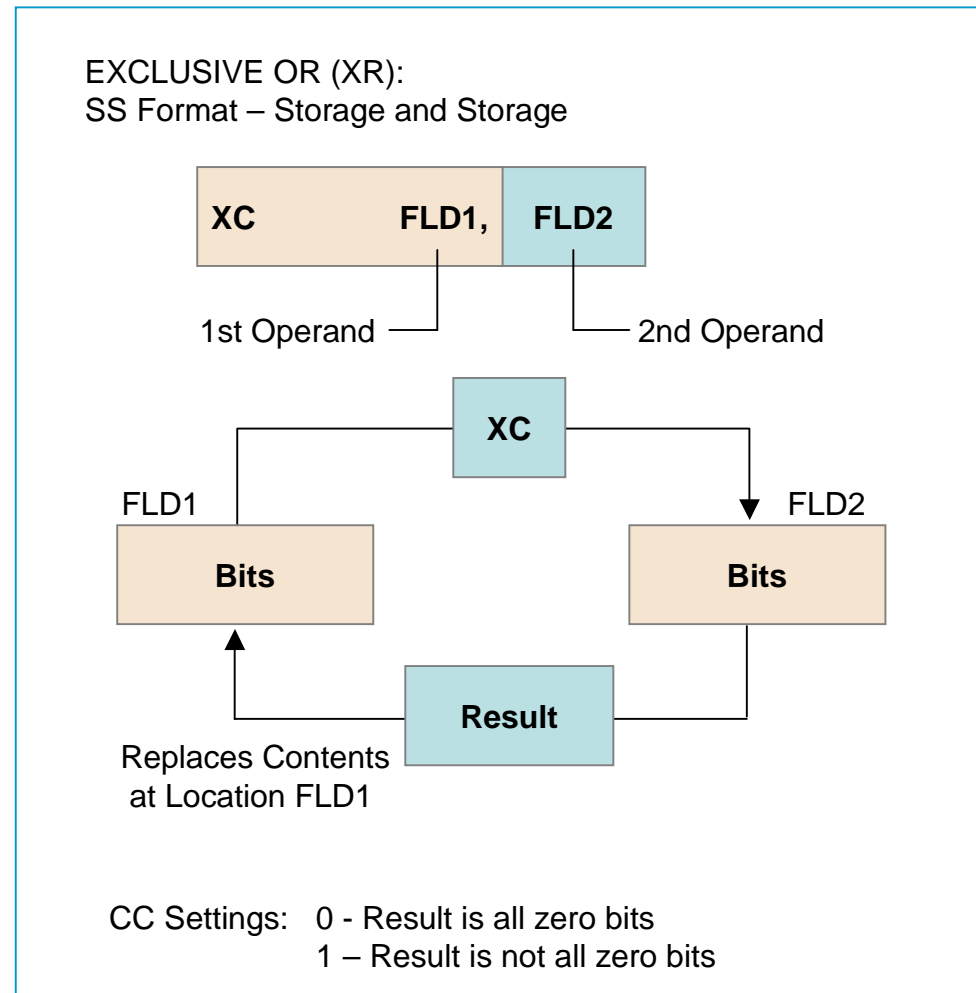 EXCLUSIVE OR (XR):
SS Format – Storage and Storage
XC FLD1, FLD2
1st Operand 2nd Operand
XC
FLD1 FLD2
Bits Bits
Result
Replaces Contents
at Location FLD1
CC Settings: 0 - Result is all zero bits
1 – Result is not all zero bits